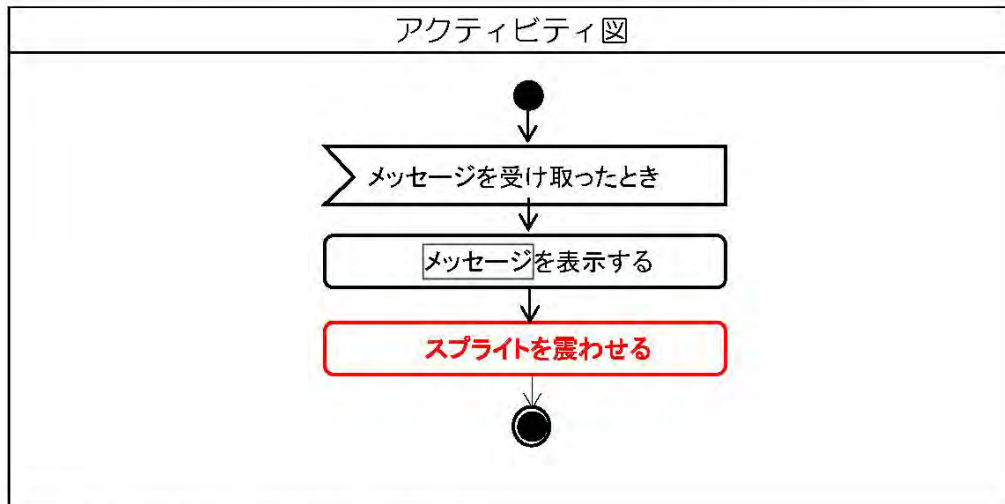 アクティビティ図
メッセージを受け取ったとき
メッセージを表示する
スプライトを震わせる